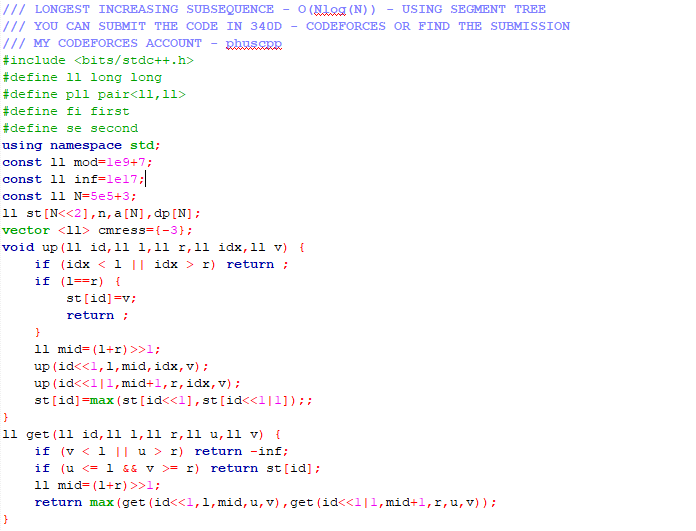 /// LONGEST INCREASING SUBSEQUENCE - O(Nlog(N)) - USING SEGMENT TREE
/// YOU CAN SUBMIT THE CODE IN 340D - CODEFORCES OR FIND THE SUBMISSION
/// MY CODEFORCES ACCOUNT - phuscpp
#include <bits/stdc++.h>
#define ll long long
#define pll pair<ll,ll>
#define fi first
#define se second
using namespace std;
const ll mod=1e9+7;
const ll inf=1e17;
const ll N=5e5+3;
ll st[N<<2],n,a[N],dp[N];
vector <ll> cmress={-3};
void up(ll id,ll l,ll r,ll idx,ll v) {
    if (idx < l || idx > r) return ;
    if (l==r) {
        st[id]=v;
        return ;
    }
    ll mid=(l+r)>>1;
    up(id<<1,l,mid,idx,v);
    up(id<<1|1,mid+1,r,idx,v);
    st[id]=max(st[id<<1],st[id<<1|1]);;
}
ll get(ll id,ll l,ll r,ll u,ll v) {
    if (v < l || u > r) return -inf;
    if (u <= l && v >= r) return st[id];
    ll mid=(l+r)>>1;
    return max(get(id<<1,l,mid,u,v),get(id<<1|1,mid+1,r,u,v));
}